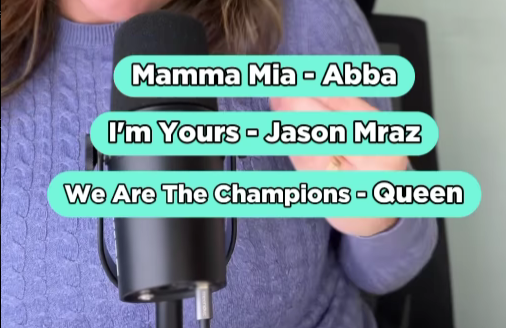 Mamma Mia - Abba
I'm Yours - Jason Mraz
We Are The Champions - Queen